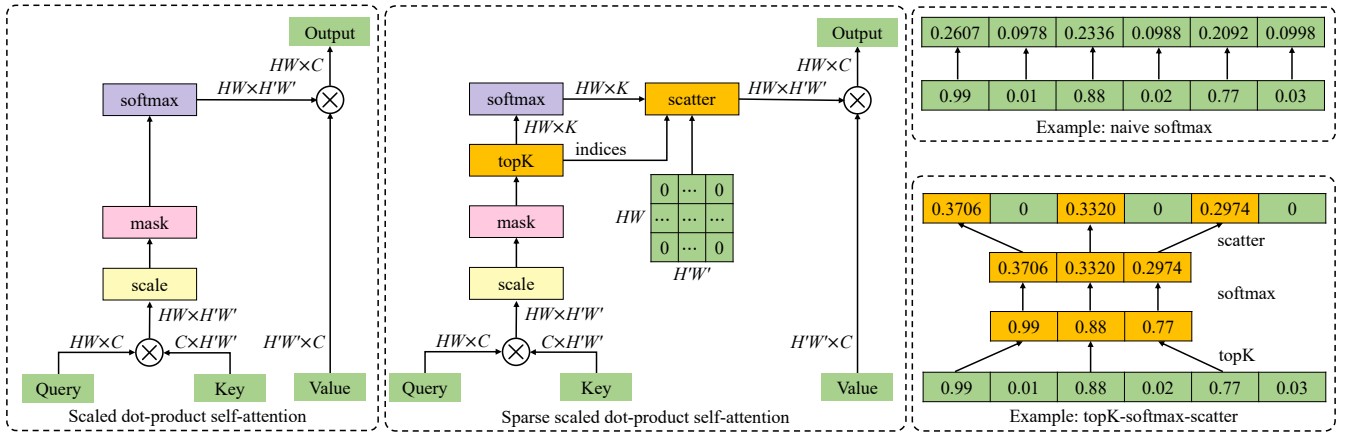 Output
HW×C
softmax
HW×H'W'
mask
scale
HW×H'W'
HW×C
C×H'W'
H'W'×C
Query
Key
Value
Scaled dot-product self-attention
Output
HW×C
softmax
HW×K
scatter
HW×H'W'
HW×K
topK
indices
0 ... 0
... ... ...
0 ... 0
HW
H'W'
mask
scale
HW×H'W'
HW×C
C×H'W'
H'W'×C
Query
Key
Value
Sparse scaled dot-product self-attention
0.2607 0.0978 0.2336 0.0988 0.2092 0.0998
0.99 0.01 0.88 0.02 0.77 0.03
Example: naive softmax
0.3706 0 0.3320 0 0.2974 0
scatter
0.3706 0.3320 0.2974
softmax
0.99 0.88 0.77
topK
0.99 0.01 0.88 0.02 0.77 0.03
Example: topK-softmax-scatter